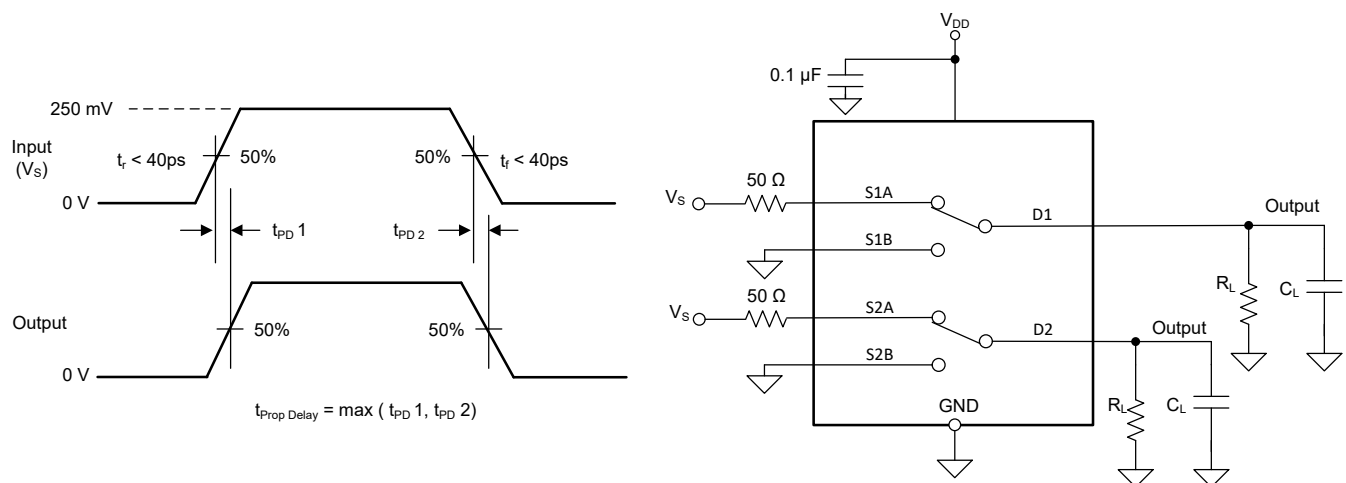 250 mV
Input
(VS)
tr < 40ps
50%
50%
tf < 40ps
0 V
tPD 1
tPD 2
Output
50%
50%
0 V
tProp Delay = max ( tPD 1, tPD 2)
VDD
0.1 µF
VS
50 Ω
S1A
D1
Output
S1B
RL
CL
VS
50 Ω
S2A
D2
Output
S2B
GND
RL
CL